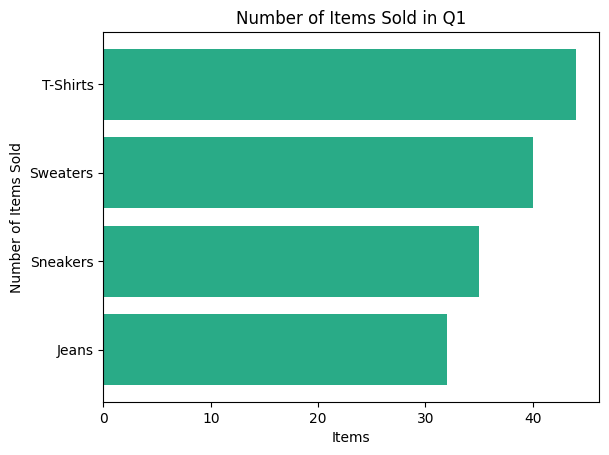 Number of Items Sold in Q1
Number of Items Sold
T-Shirts
Sweaters
Sneakers
Jeans
0 10 20 30 40
Items